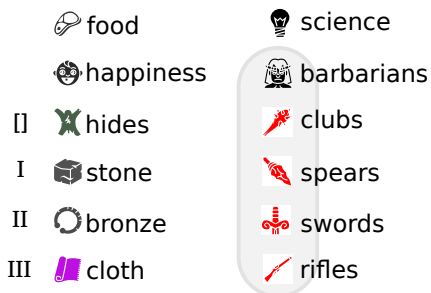 food science
happiness barbarians
[] hides clubs
I stone spears
II bronze swords
III cloth rifles